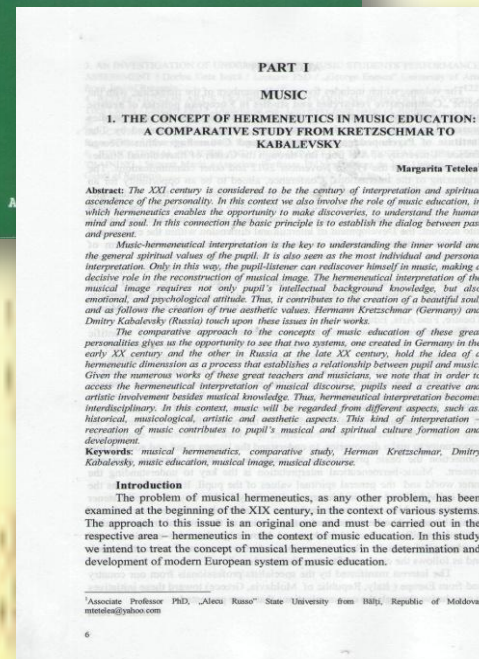 PART I
MUSIC
1. THE CONCEPT OF HERMENEUTICS IN MUSIC EDUCATION:
A COMPARATIVE STUDY FROM KRETZSCHMAR TO
KABALEVSKY
Margarita Tetelea¹
Abstract: The XXI century is considered to be the century of interpretation and spiritual
ascendence of the personality. In this context we also involve the role of music education, in
which hermeneutics enables the opportunity to make discoveries, to understand the human
mind and soul. In this connection the basic principle is to establish the dialog between past
and present.
Music-hermeneutical interpretation is the key to understanding the inner world and
the general spiritual values of the pupil. It is also seen as the most individual and personal
interpretation. Only in this way, the pupil-listener can rediscover himself in music, making a
decisive role in the reconstruction of musical image. The hermeneutical interpretation of the
musical image requires not only pupil's intellectual background knowledge, but also
emotional, and psychological attitude. Thus, it contributes to the creation of a beautiful soul
and as follows the creation of true aesthetic values. Hermann Kretzschmar (Germany) and
Dmitry Kabalevsky (Russia) touch upon these issues in their works.
The comparative approach to the concepts of music education of these great
personalities gives us the opportunity to see that two systems, one created in Germany in the
early XX century and the other in Russia at the late XX century, hold the idea of a
hermeneutic dimenssion as a process that establishes a relationship between pupil and music.
Given the numerous works of these great teachers and musicians, we note that in order to
access the hermeneutical interpretation of musical discourse, pupils need a creative and
artistic involvement besides musical knowledge. Thus, hermeneutical interpretation becomes
interdisciplinary. In this context, music will be regarded from different aspects, such as:
historical, musicological, artistic and aesthetic aspects. This kind of interpretation –
recreation of music contributes to pupil's musical and spiritual culture formation and
development.
Keywords: musical hermeneutics, comparative study, Herman Kretzschmar, Dmitry
Kabalevsky, music education, musical image, musical discourse.
Introduction
The problem of musical hermeneutics, as any other problem, has been
examined at the beginning of the XIX century, in the context of various systems.
The approach to this issue is an original one and must be carried out in the
respective area – hermeneutics in the context of music education. In this study
we intend to treat the concept of musical hermeneutics in the determination and
development of modern European system of music education.
¹Associate Professor PhD, „Alecu Russo" State University from Bălţi, Republic of Moldova
mtetelea@yahoo.com
6